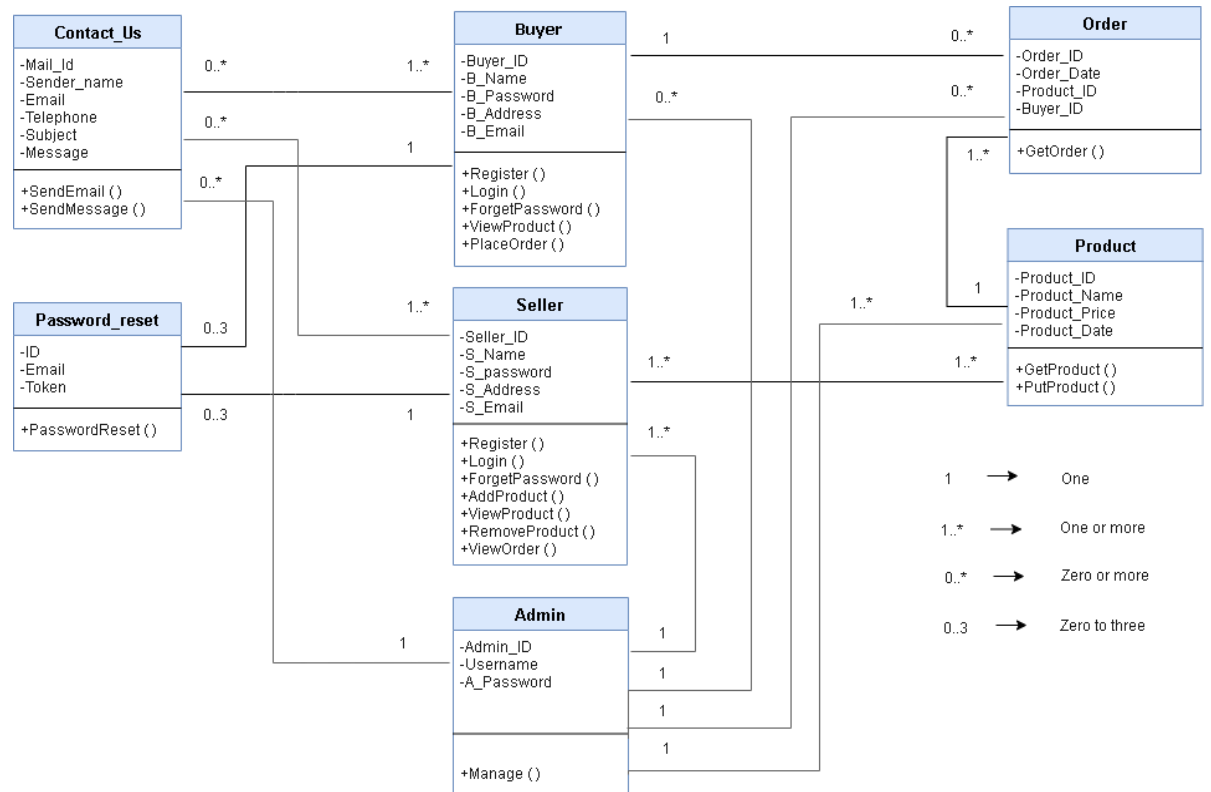 Contact_Us
-Mail_Id
-Sender_name
-Email
-Telephone
-Subject
-Message
+SendEmail ()
+SendMessage ()
Password_reset
-ID
-Email
-Token
+PasswordReset ()
Buyer
-Buyer_ID
-B_Name
-B_Password
-B_Address
-B_Email
+Register ()
+Login ()
+ForgetPassword ()
+ViewProduct ()
+PlaceOrder ()
Seller
-Seller_ID
-S_Name
-S_password
-S_Address
-S_Email
+Register ()
+Login ()
+ForgetPassword ()
+AddProduct ()
+ViewProduct ()
+RemoveProduct ()
+ViewOrder ()
Admin
-Admin_ID
-Username
-A_Password
+Manage ()
Order
-Order_ID
-Order_Date
-Product_ID
-Buyer_ID
+GetOrder ()
Product
-Product_ID
-Product_Name
-Product_Price
-Product_Date
+GetProduct ()
+PutProduct ()
0..*
1..*
0..*
1
0..*
1..*
0..3
0..3
1
1
1
0..*
0..*
0..*
1..*
1
1..*
1..*
1..*
1..*
1
1
1
1
1 One
1..* One or more
0..* Zero or more
0..3 Zero to three